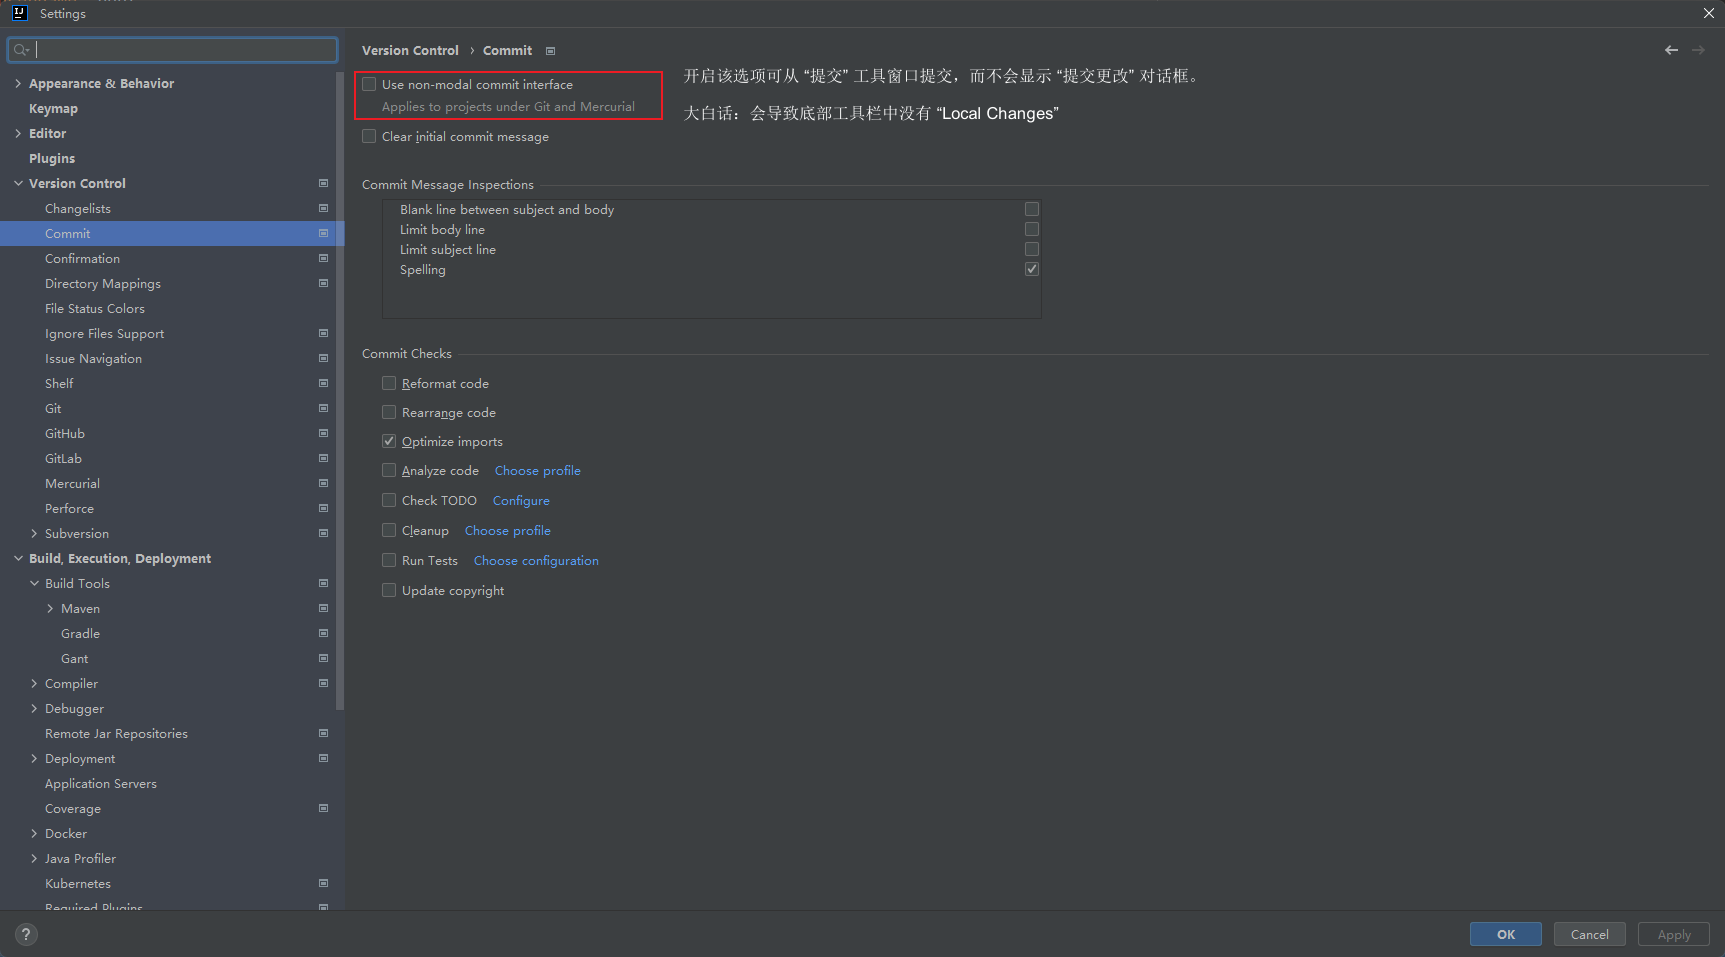 Settings
Appearance & Behavior
Keymap
Editor
Plugins
Version Control
Changelists
Commit
Confirmation
Directory Mappings
File Status Colors
Ignore Files Support
Issue Navigation
Shelf
Git
GitHub
GitLab
Mercurial
Perforce
Subversion
Build, Execution, Deployment
Build Tools
Maven
Gradle
Gant
Compiler
Debugger
Remote Jar Repositories
Deployment
Application Servers
Coverage
Docker
Java Profiler
Kubernetes
Required Plugins
Version Control › Commit
Use non-modal commit interface
Applies to projects under Git and Mercurial
开启该选项可从 “提交” 工具窗口提交，而不会显示 “提交更改” 对话框。
大白话：会导致底部工具栏中没有 “Local Changes”
Clear initial commit message
Commit Message Inspections
Blank line between subject and body
Limit body line
Limit subject line
Spelling
Commit Checks
Reformat code
Rearrange code
Optimize imports
Analyze code Choose profile
Check TODO Configure
Cleanup Choose profile
Run Tests Choose configuration
Update copyright
?
OK Cancel Apply